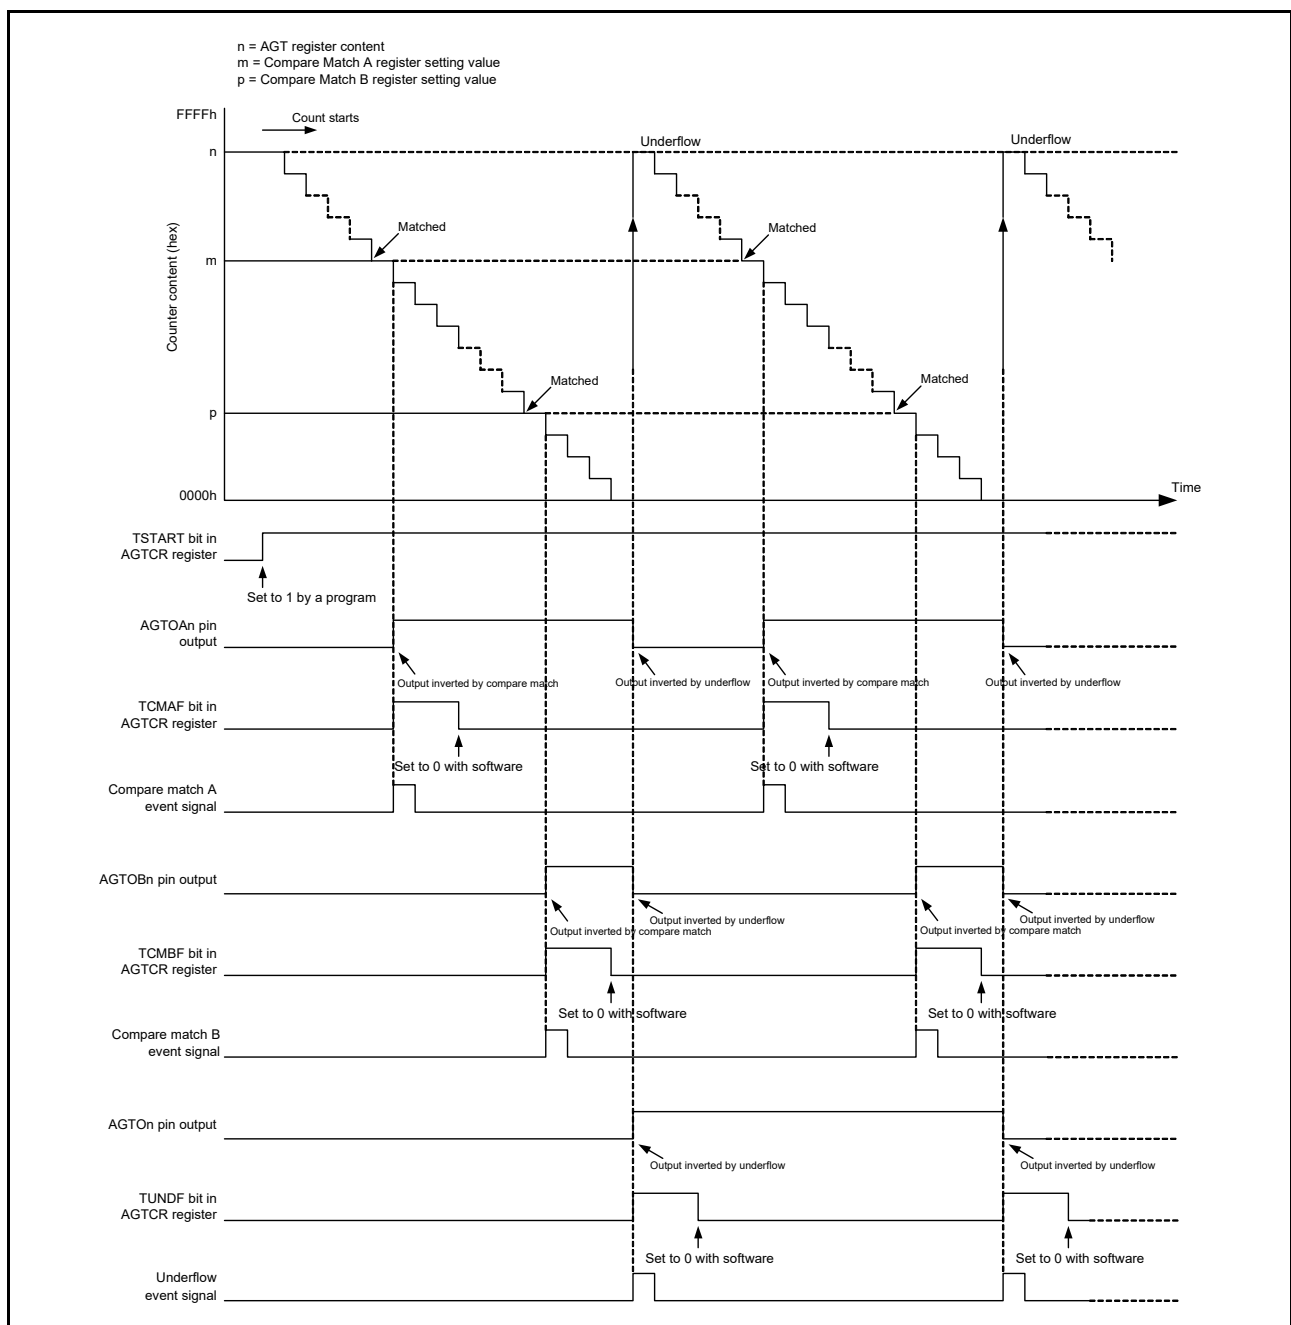 n = AGT register content
m = Compare Match A register setting value
p = Compare Match B register setting value
FFFFh
Count starts
Underflow
Underflow
n
Matched
Matched
m
Counter content (hex)
Matched
Matched
p
0000h
Time
TSTART bit in
AGTCR register
Set to 1 by a program
AGTOAn pin
output
Output inverted by compare match
Output inverted by underflow
Output inverted by compare match
Output inverted by underflow
TCMAF bit in
AGTCR register
Set to 0 with software
Set to 0 with software
Compare match A
event signal
AGTOBn pin output
Output inverted by underflow
Output inverted by underflow
Output inverted by compare match
Output inverted by compare match
TCMBF bit in
AGTCR register
Set to 0 with software
Set to 0 with software
Compare match B
event signal
AGTOn pin output
Output inverted by underflow
Output inverted by underflow
TUNDF bit in
AGTCR register
Set to 0 with software
Set to 0 with software
Underflow
event signal